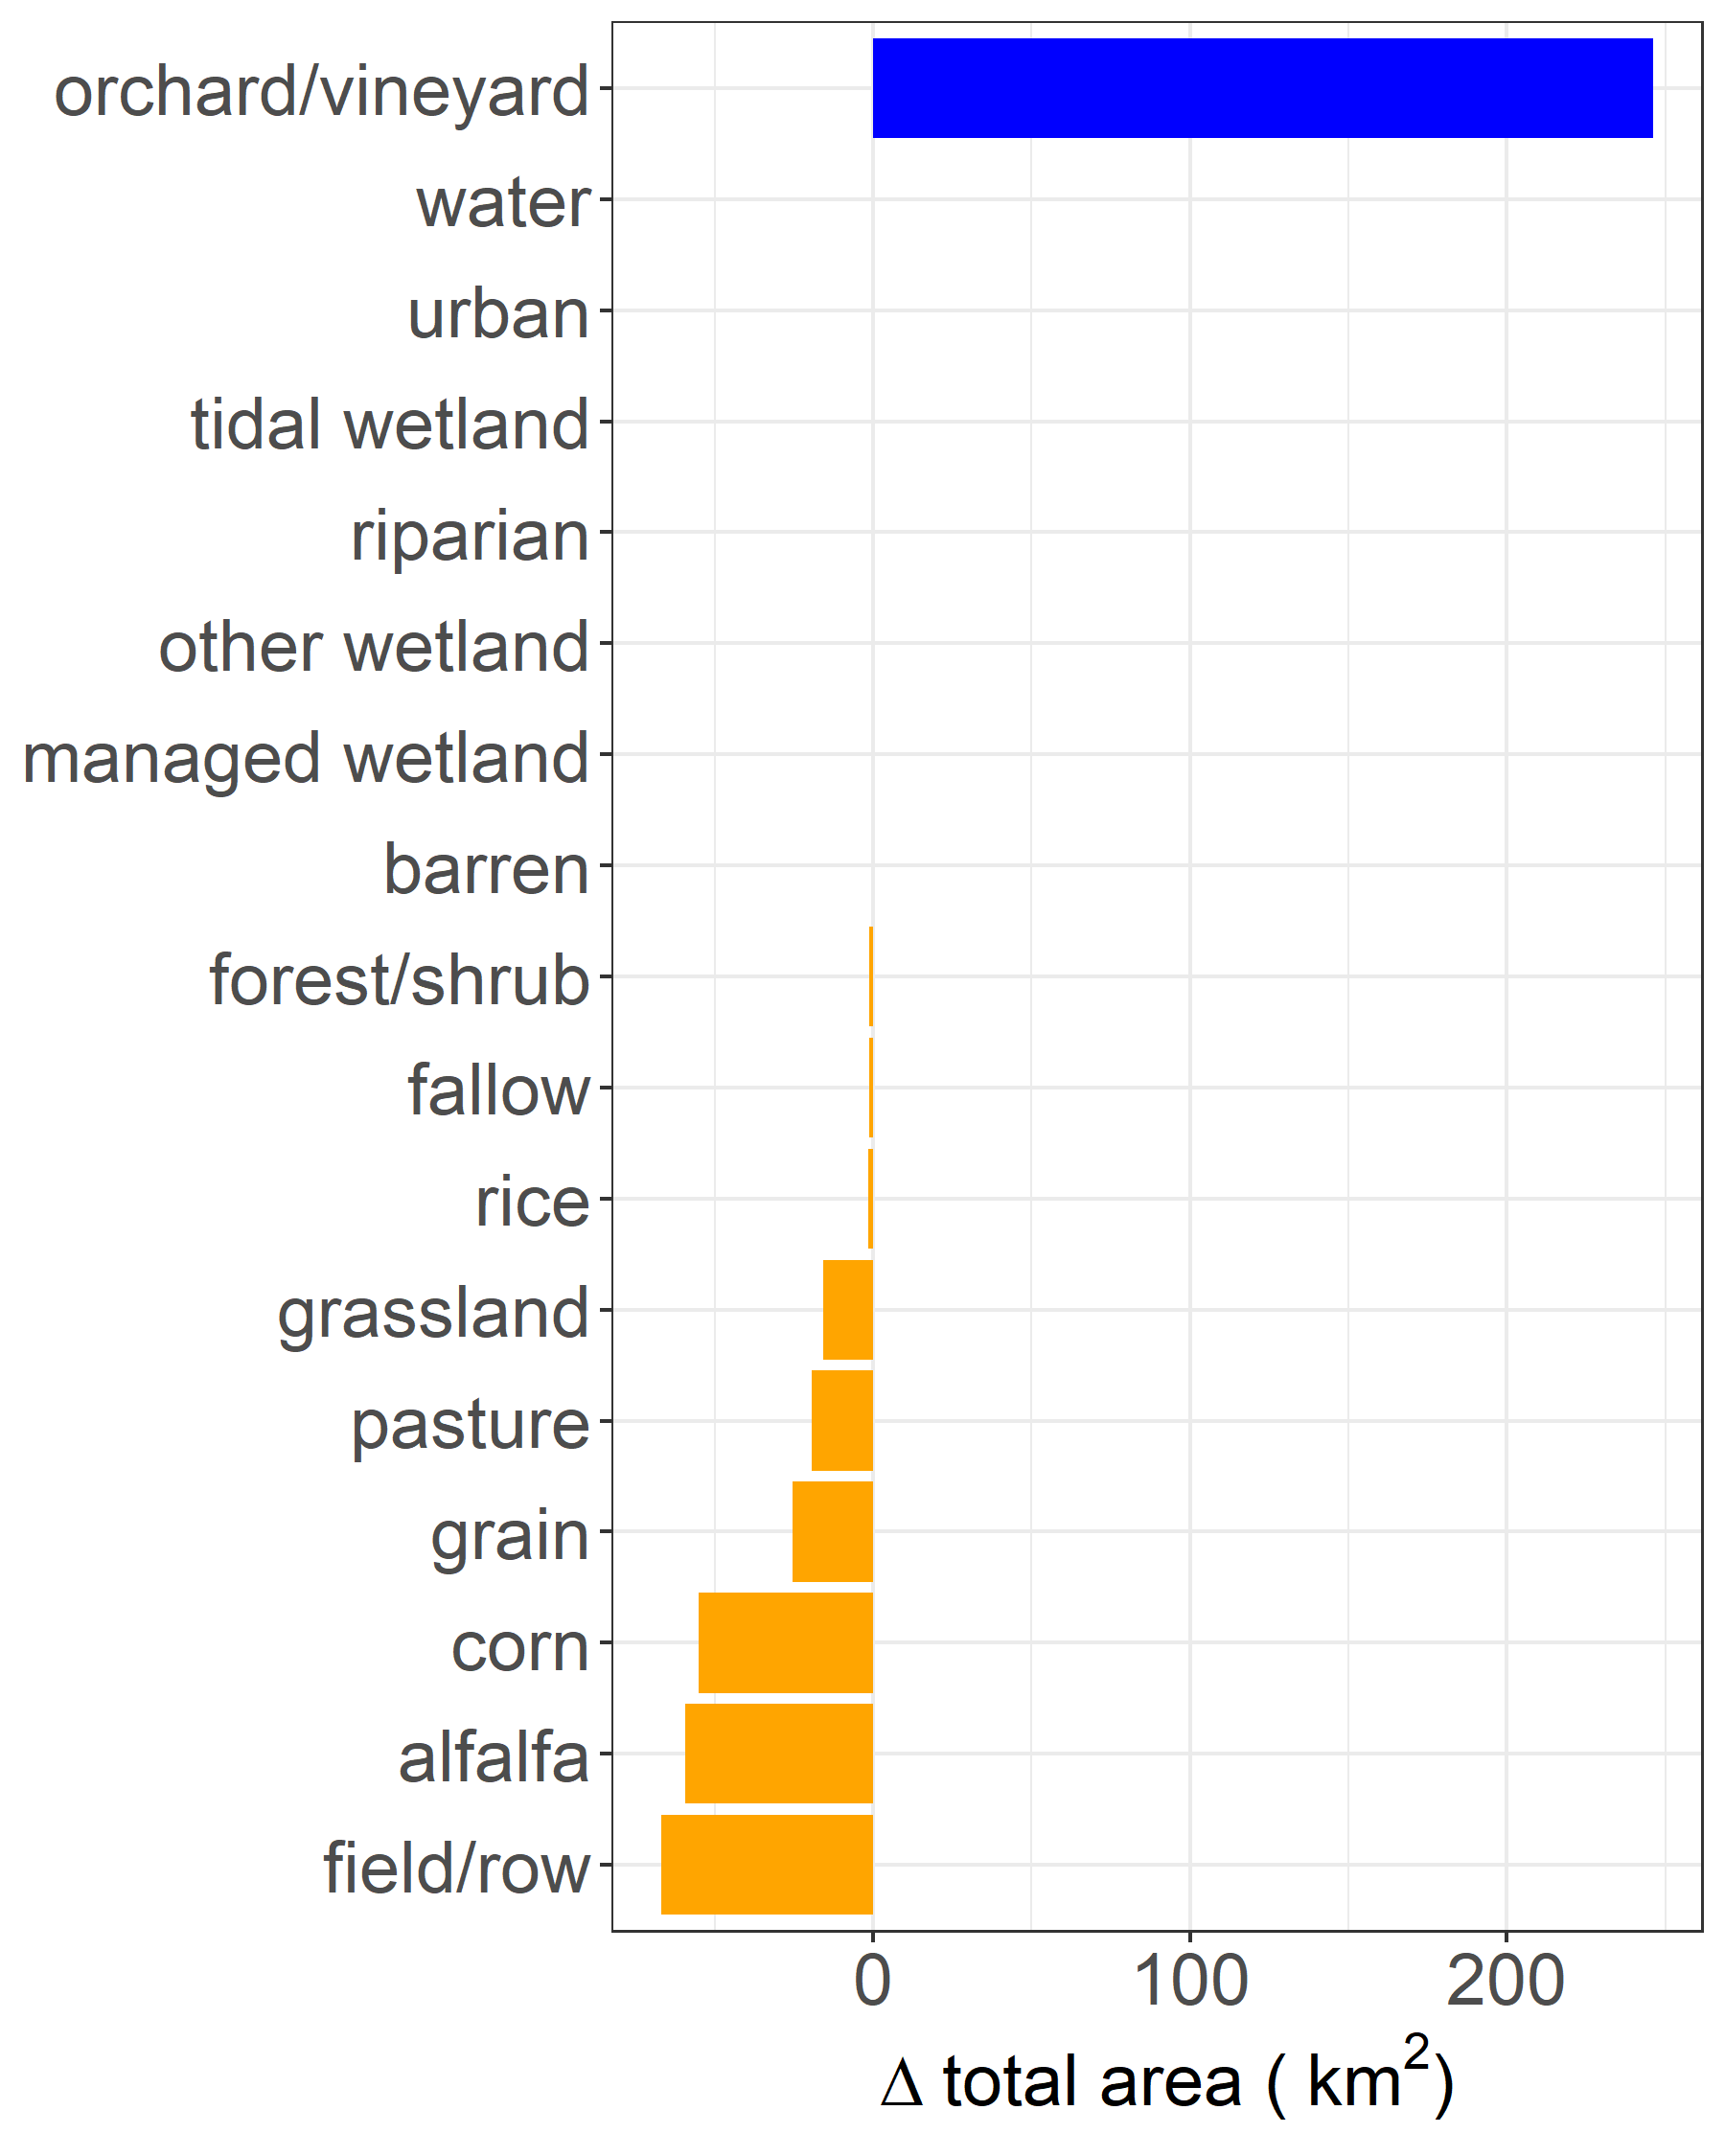 orchard/vineyard
water
urban
tidal wetland
riparian
other wetland
managed wetland
barren
forest/shrub
fallow
rice
grassland
pasture
grain
corn
alfalfa
field/row
0 100 200
Δ total area ( km²)